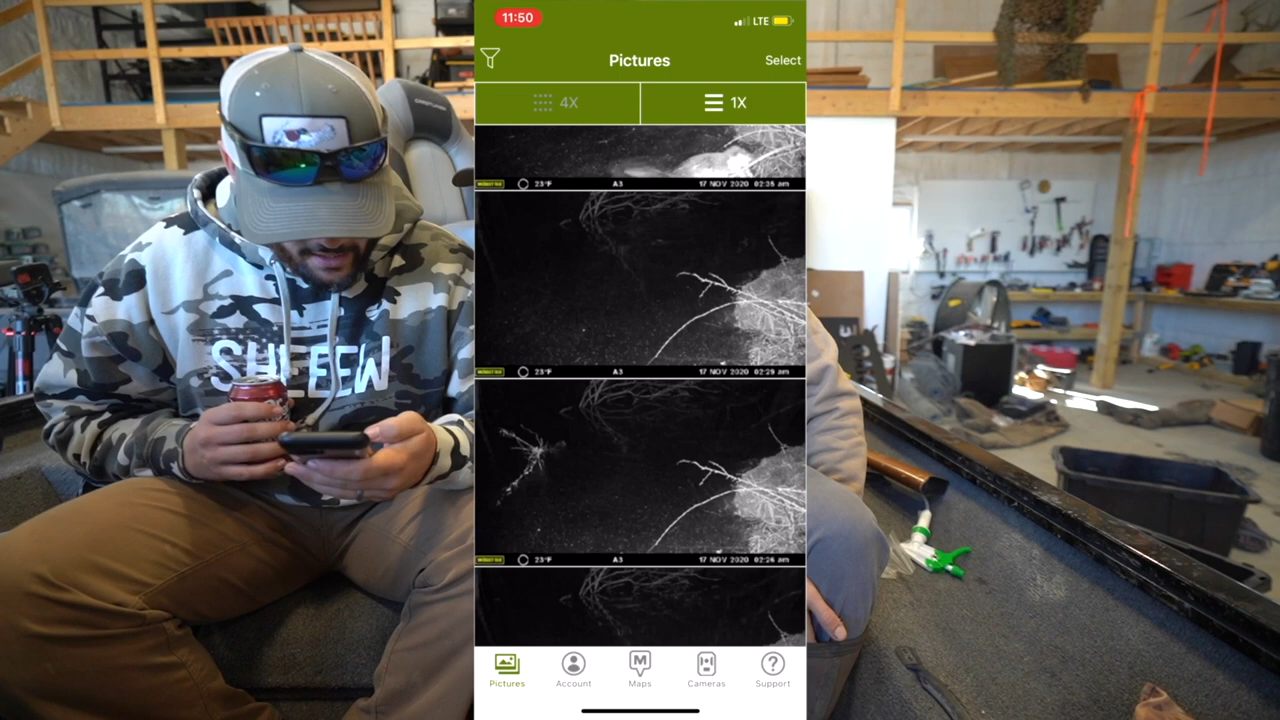 11:50
LTE
Pictures
Select
4X
1X
23°F A3 17 NOV 2020 02:35 am
23°F A3 17 NOV 2020 02:29 am
23°F A3 17 NOV 2020 02:26 am
Pictures
Account
Maps
Cameras
Support